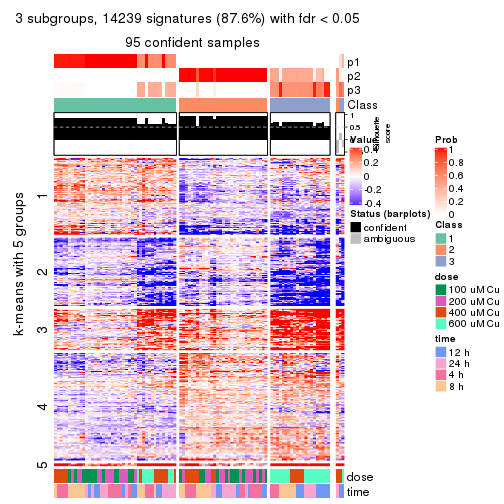 3 subgroups, 14239 signatures (87.6%) with fdr < 0.05
95 confident samples
p1
p2
p3
Class
1
0.5
0
Silhouette
score
k-means with 5 groups
1
2
3
4
5
dose
time
Value
0.4
0.2
0
-0.2
-0.4
Status (barplots)
confident
ambiguous
Prob
1
0.8
0.6
0.4
0.2
0
Class
1
2
3
dose
100 uM Cu
200 uM Cu
400 uM Cu
600 uM Cu
time
12 h
24 h
4 h
8 h